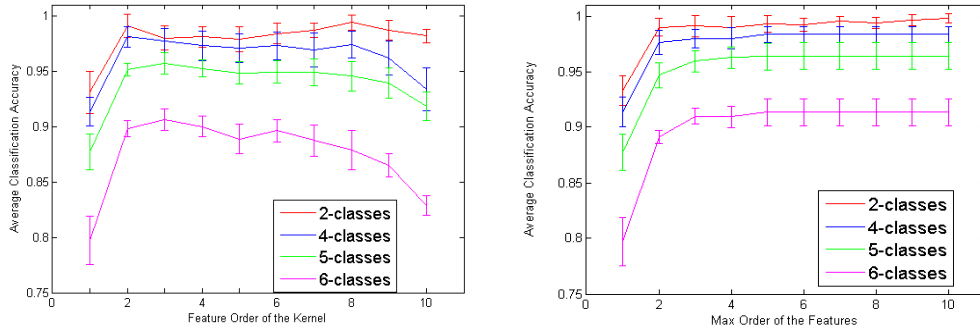 Average Classification Accuracy
1
0.95
0.9
0.85
0.8
0.75
0
2
4
6
8
10
Feature Order of the Kernel
2-classes
4-classes
5-classes
6-classes
Average Classification Accuracy
1
0.95
0.9
0.85
0.8
0.75
0
2
4
6
8
10
Max Order of the Features
2-classes
4-classes
5-classes
6-classes